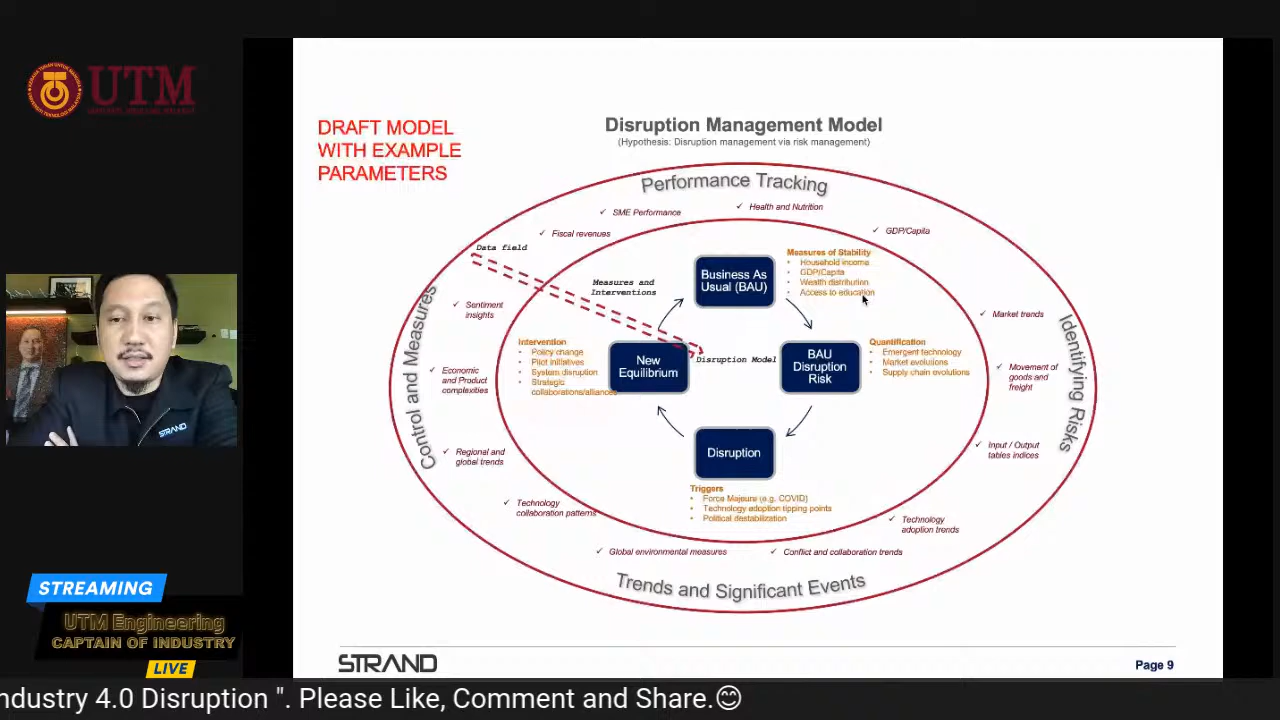 UTM
DRAFT MODEL
WITH EXAMPLE
PARAMETERS
Disruption Management Model
(Hypothesis: Disruption management via risk management)
Performance Tracking
✓ SME Performance
✓ Health and Nutrition
✓ Fiscal revenues
✓ GDP/Capita
Data field
Measures and
Interventions
Business As
Usual (BAU)
Measures of Stability
• Household income
• GDP/Capita
• Wealth distribution
• Access to education
Control and Measures
✓ Sentiment
insights
✓ Market trends
Identifying Risks
Intervention
• Policy change
• Pilot initiatives
• System disruption
• Strategic
collaborations/alliances
New
Equilibrium
Disruption Model
BAU
Disruption
Risk
Quantification
• Emergent technology
• Market evolutions
• Supply chain evolutions
✓ Economic
and Product
complexities
✓ Movement of
goods and
freight
✓ Regional and
global trends
Disruption
✓ Input / Output
tables indices
Triggers
• Force Majeure (e.g. COVID)
• Technology adoption tipping points
• Political destabilization
✓ Technology
collaboration patterns
✓ Technology
adoption trends
✓ Global environmental measures
✓ Conflict and collaboration trends
Trends and Significant Events
STRAND
STRAND
Page 9
STREAMING
UTM Engineering
CAPTAIN OF INDUSTRY
LIVE
ndustry 4.0 Disruption ". Please Like, Comment and Share.😊